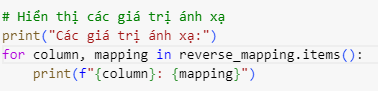 # Hiển thị các giá trị ánh xạ
print("Các giá trị ánh xạ:")
for column, mapping in reverse_mapping.items():
    print(f"{column}: {mapping}")